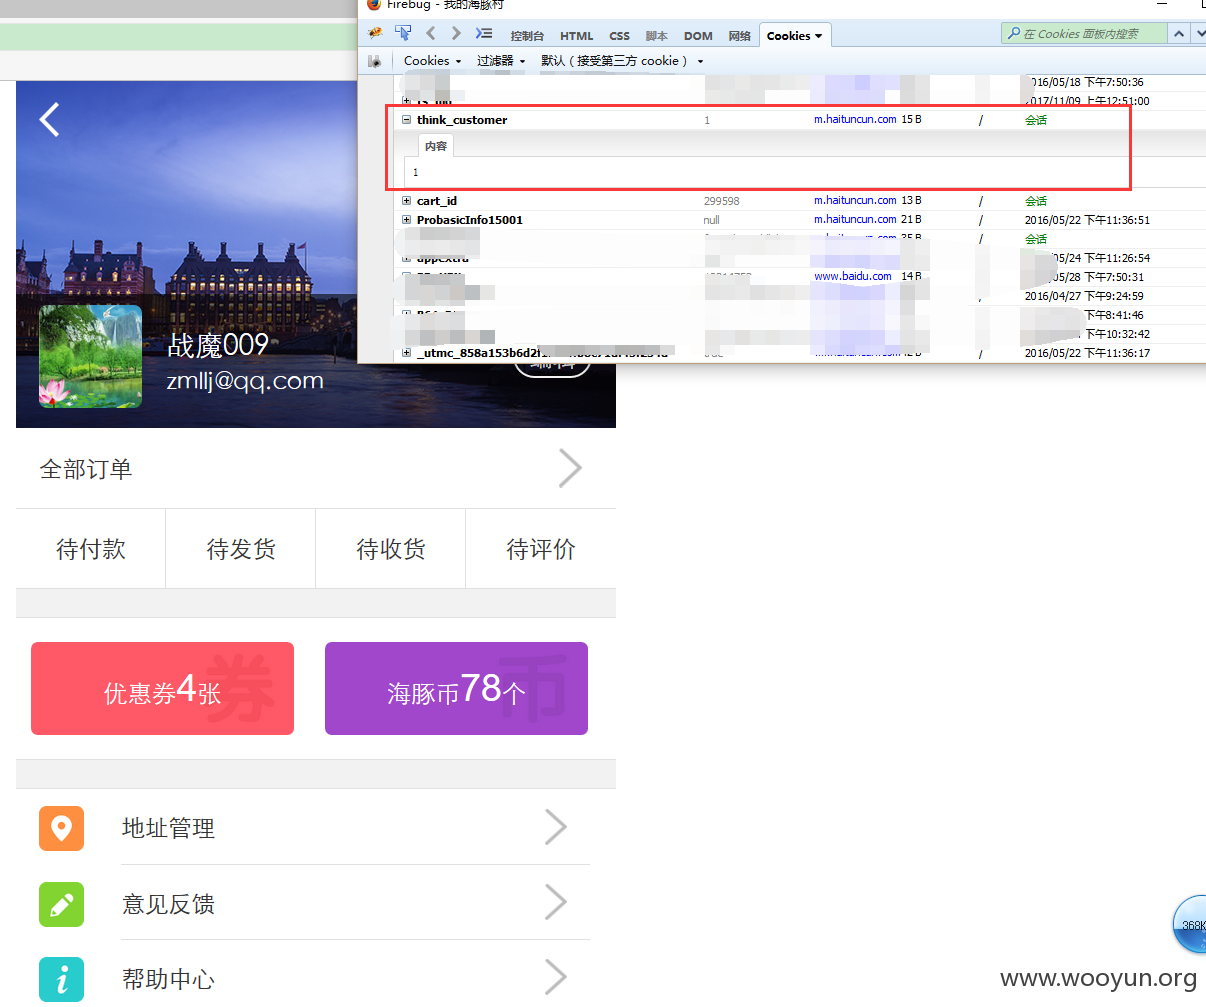 Firebug - 我的海豚村
控制台 HTML CSS 脚本 DOM 网络 Cookies
在 Cookies 面板内搜索
Cookies 过滤器 默认（接受第三方 cookie）
2016/05/18 下午7:50:36
2017/11/09 上午12:51:00
think_customer 1 m.haituncun.com 15 B / 会话
内容
1
cart_id 299598 m.haituncun.com 13 B / 会话
ProbasicInfo15001 null m.haituncun.com 21 B / 2016/05/22 下午11:36:51
/ 会话
05/24 下午11:26:54
www.baidu.com 14 B 05/28 下午7:50:31
2016/04/27 下午9:24:59
下午8:41:46
下午10:32:42
_utmc_858a153b6d2 / 2016/05/22 下午11:36:17
战魔009
zmllj@qq.com
编辑
全部订单
待付款 待发货 待收货 待评价
券 优惠券4张
币 海豚币78个
地址管理
意见反馈
帮助中心
368K
www.wooyun.org